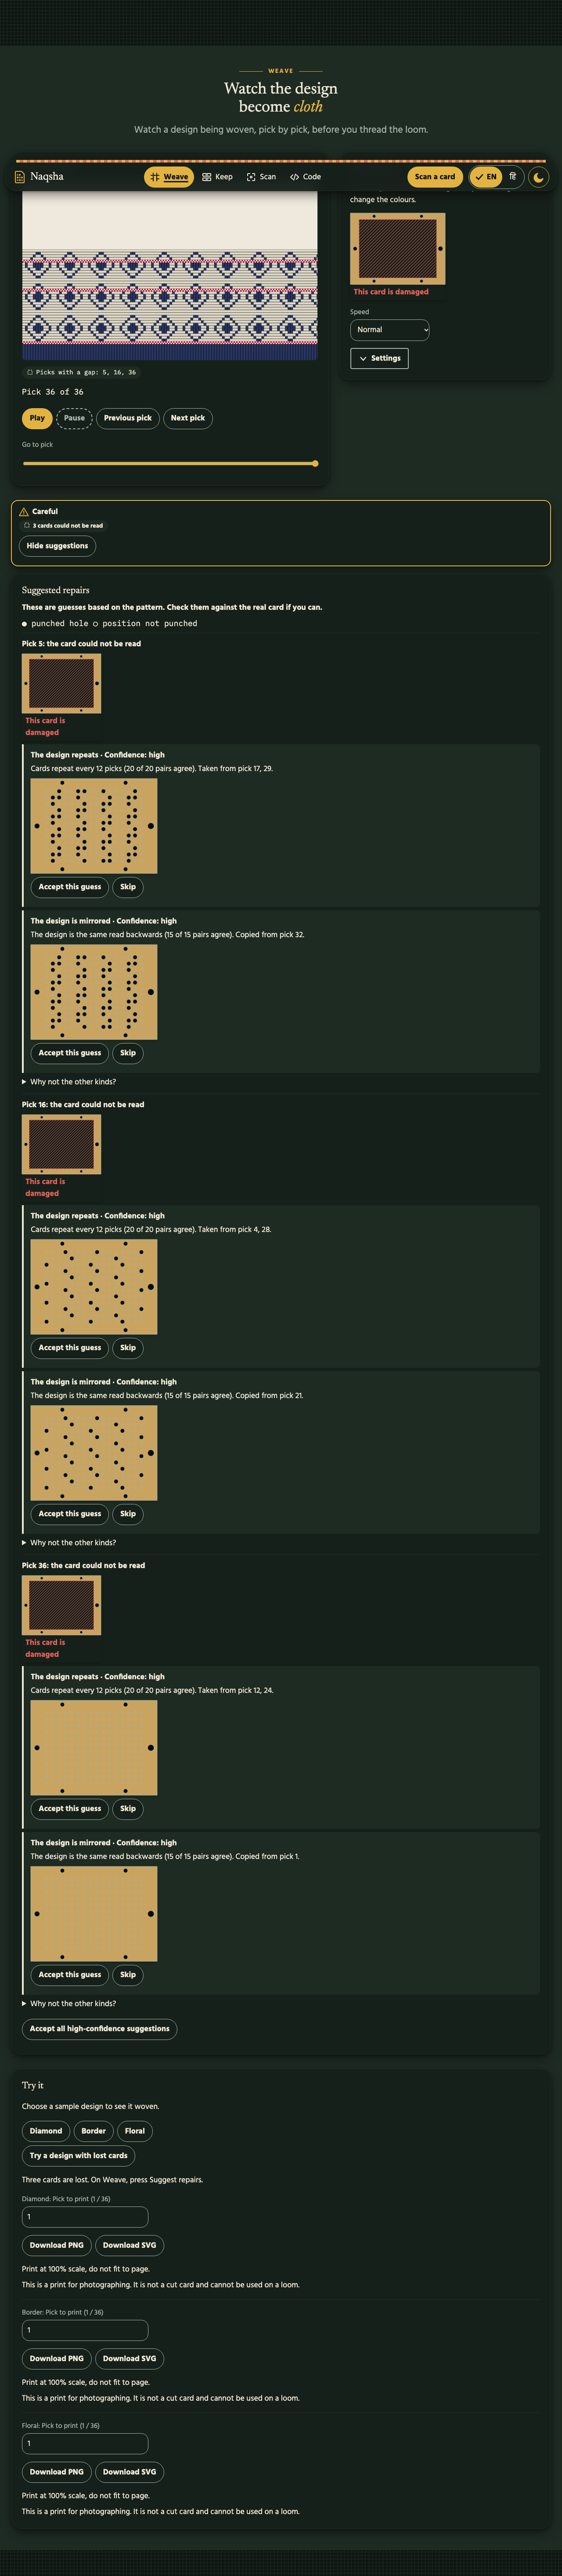 WEAVE
Watch the design
become cloth
Watch a design being woven, pick by pick, before you thread the loom.
Naqsha
Weave
Keep
Scan
Code
Scan a card
EN
हिं
change the colours.
This card is damaged
Speed
Normal
Settings
Picks with a gap: 5, 16, 36
Pick 36 of 36
Play
Pause
Previous pick
Next pick
Go to pick
Careful
3 cards could not be read
Hide suggestions
Suggested repairs
These are guesses based on the pattern. Check them against the real card if you can.
punched hole
position not punched
Pick 5: the card could not be read
This card is
damaged
The design repeats · Confidence: high
Cards repeat every 12 picks (20 of 20 pairs agree). Taken from pick 17, 29.
Accept this guess
Skip
The design is mirrored · Confidence: high
The design is the same read backwards (15 of 15 pairs agree). Copied from pick 32.
Accept this guess
Skip
Why not the other kinds?
Pick 16: the card could not be read
This card is
damaged
The design repeats · Confidence: high
Cards repeat every 12 picks (20 of 20 pairs agree). Taken from pick 4, 28.
Accept this guess
Skip
The design is mirrored · Confidence: high
The design is the same read backwards (15 of 15 pairs agree). Copied from pick 21.
Accept this guess
Skip
Why not the other kinds?
Pick 36: the card could not be read
This card is
damaged
The design repeats · Confidence: high
Cards repeat every 12 picks (20 of 20 pairs agree). Taken from pick 12, 24.
Accept this guess
Skip
The design is mirrored · Confidence: high
The design is the same read backwards (15 of 15 pairs agree). Copied from pick 1.
Accept this guess
Skip
Why not the other kinds?
Accept all high-confidence suggestions
Try it
Choose a sample design to see it woven.
Diamond
Border
Floral
Try a design with lost cards
Three cards are lost. On Weave, press Suggest repairs.
Diamond: Pick to print (1 / 36)
1
Download PNG
Download SVG
Print at 100% scale, do not fit to page.
This is a print for photographing. It is not a cut card and cannot be used on a loom.
Border: Pick to print (1 / 36)
1
Download PNG
Download SVG
Print at 100% scale, do not fit to page.
This is a print for photographing. It is not a cut card and cannot be used on a loom.
Floral: Pick to print (1 / 36)
1
Download PNG
Download SVG
Print at 100% scale, do not fit to page.
This is a print for photographing. It is not a cut card and cannot be used on a loom.